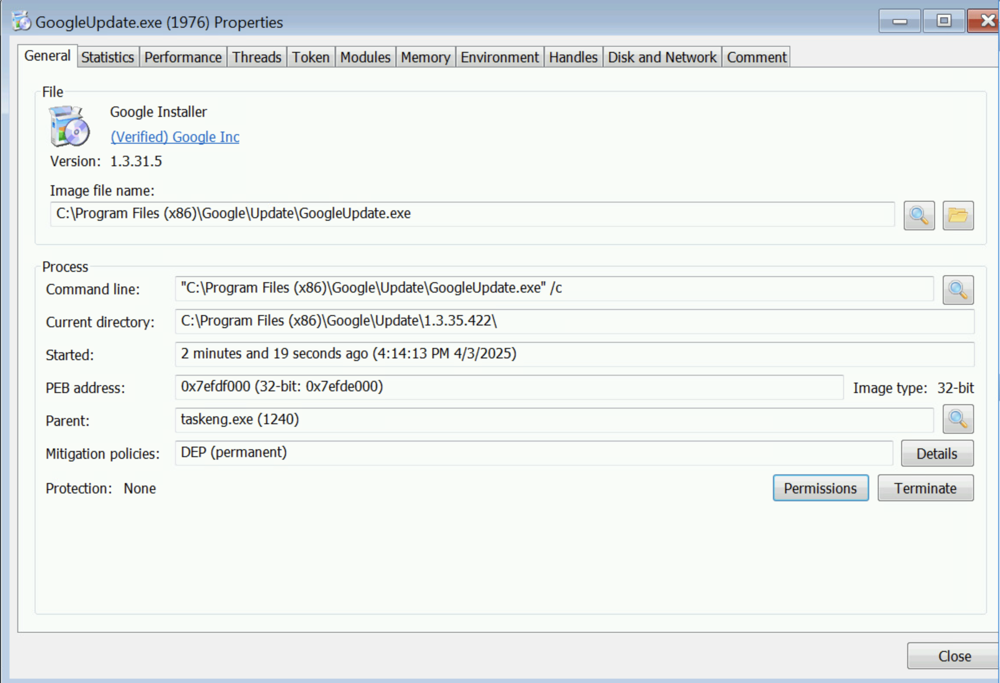 GoogleUpdate.exe (1976) Properties
General Statistics Performance Threads Token Modules Memory Environment Handles Disk and Network Comment
File
Google Installer
(Verified) Google Inc
Version: 1.3.31.5
Image file name:
C:\Program Files (x86)\Google\Update\GoogleUpdate.exe
Process
Command line: "C:\Program Files (x86)\Google\Update\GoogleUpdate.exe" /c
Current directory: C:\Program Files (x86)\Google\Update\1.3.35.422\
Started: 2 minutes and 19 seconds ago (4:14:13 PM 4/3/2025)
PEB address: 0x7efdf000 (32-bit: 0x7efde000) Image type: 32-bit
Parent: taskeng.exe (1240)
Mitigation policies: DEP (permanent) Details
Protection: None Permissions Terminate
Close